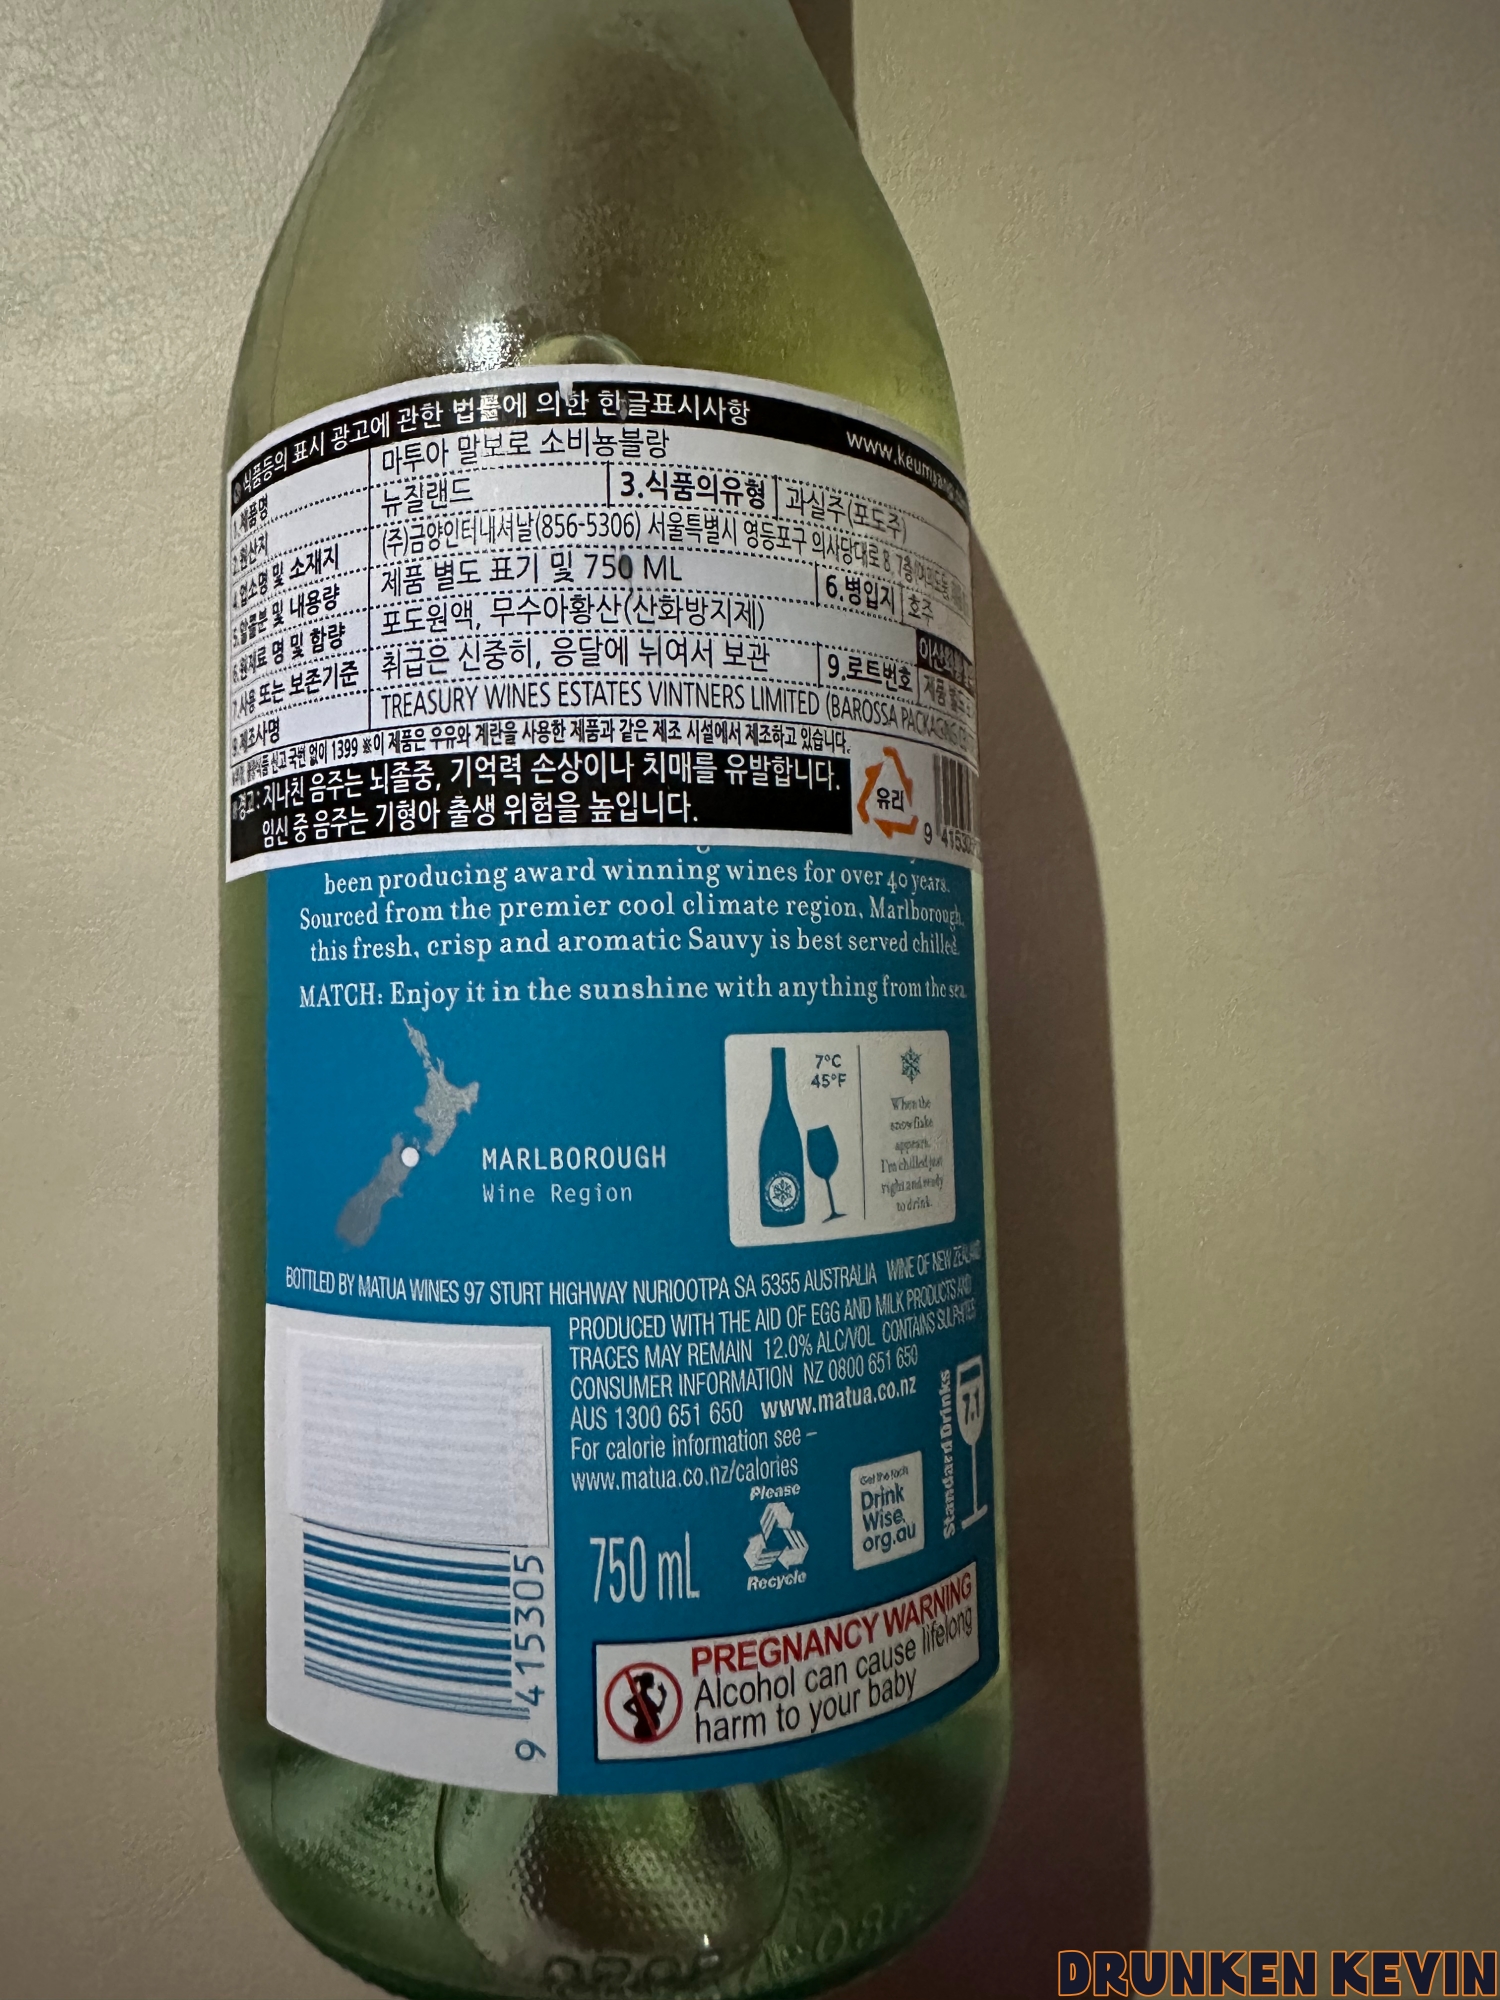 식품등의 표시 광고에 관한 법률에 의한 한글표시사항
1.제품명 마투아 말보로 소비뇽블랑
2.원산지 뉴질랜드 3.식품의유형 과실주(포도주)
4.업소명 및 소재지 (주)금양인터내셔날(856-5306) 서울특별시 영등포구 의사당대로 8, 7층
5.알콜분 및 내용량 제품 별도 표기 및 750 ML 6.병입지 호주
6.원재료 명 및 함량 포도원액, 무수아황산(산화방지제)
7.사용 또는 보존기준 취급은 신중히, 응달에 뉘여서 보관 9.로트번호 제품 별도
9.제조사명 TREASURY WINES ESTATES VINTNERS LIMITED (BAROSSA PACKAGING
신고 국번 없이 1399 ※이 제품은 우유와 계란을 사용한 제품과 같은 제조 시설에서 제조하고 있습니다.
경고 : 지나친 음주는 뇌졸중, 기억력 손상이나 치매를 유발합니다.
임신 중 음주는 기형아 출생 위험을 높입니다.
유리
been producing award winning wines for over 40 years.
Sourced from the premier cool climate region, Marlborough,
this fresh, crisp and aromatic Sauvy is best served chilled.
MATCH: Enjoy it in the sunshine with anything from the sea.
7°C
45°F
When the
snowflake
appears,
I'm chilled just
right and ready
to drink.
MARLBOROUGH
Wine Region
BOTTLED BY MATUA WINES 97 STURT HIGHWAY NURIOOTPA SA 5355 AUSTRALIA WINE OF NEW ZEALAND
PRODUCED WITH THE AID OF EGG AND MILK PRODUCTS AND
TRACES MAY REMAIN 12.0% ALC/VOL CONTAINS SULPHITES
CONSUMER INFORMATION NZ 0800 651 650
AUS 1300 651 650 www.matua.co.nz
For calorie information see –
www.matua.co.nz/calories
7.1
Standard Drinks
Please
Recycle
Get the facts
Drink
Wise.
org.au
750 mL
9 415305
PREGNANCY WARNING
Alcohol can cause lifelong
harm to your baby
DRUNKEN KEVIN